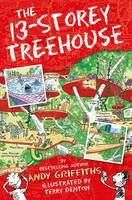 THE
13-STOREY
TREEHOUSE
BY
BESTSELLING AUTHOR
ANDY GRIFFITHS
ILLUSTRATED BY
TERRY DENTON